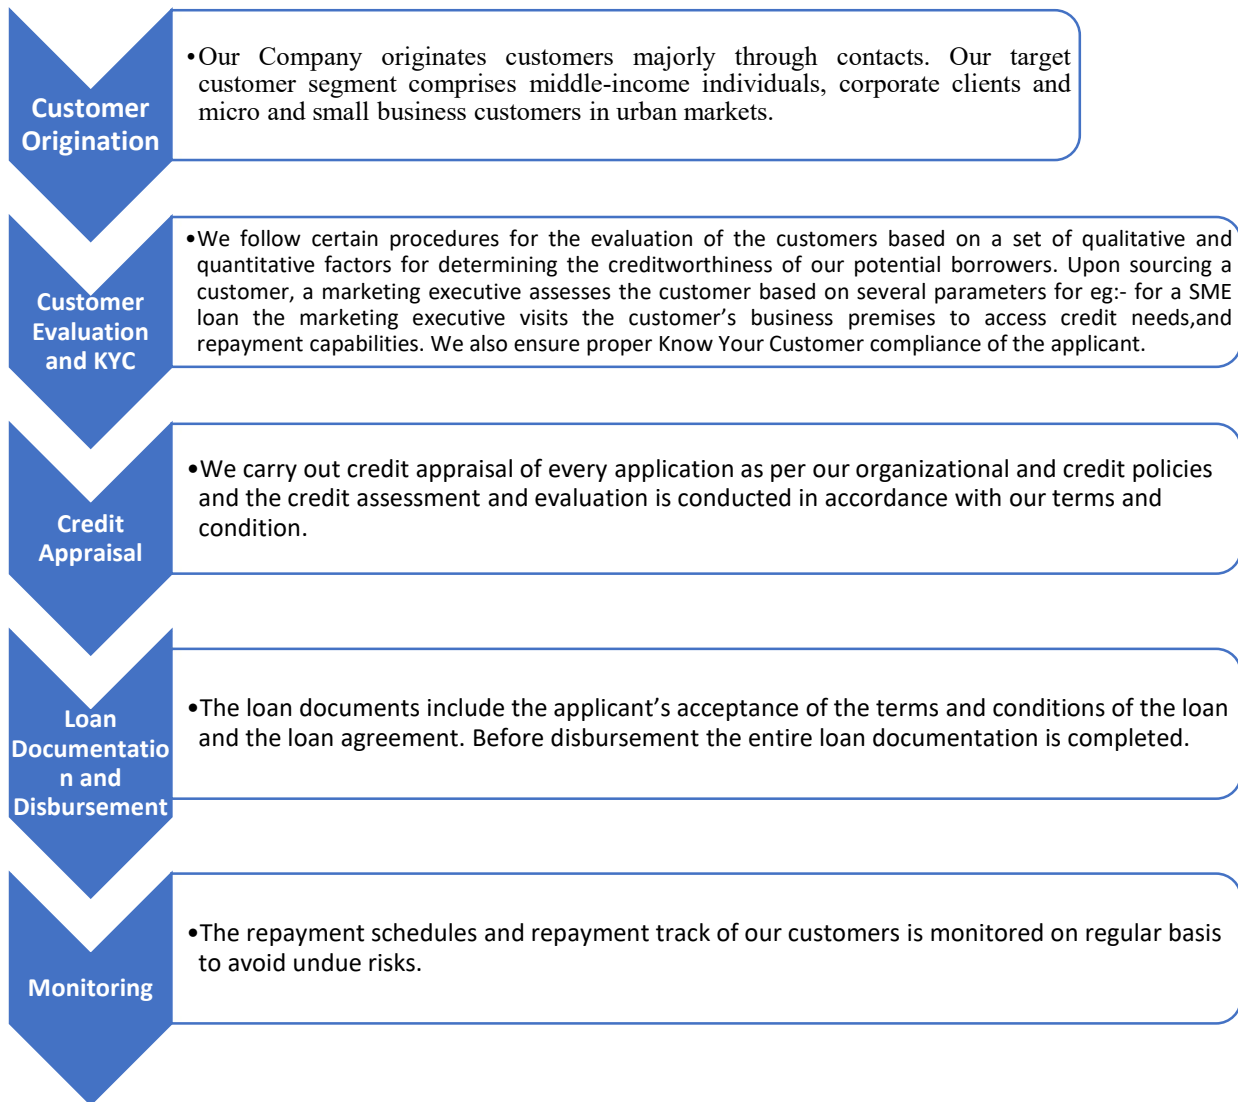 Customer
Origination
•Our Company originates customers majorly through contacts. Our target
customer segment comprises middle-income individuals, corporate clients and
micro and small business customers in urban markets.
Customer
Evaluation
and KYC
•We follow certain procedures for the evaluation of the customers based on a set of qualitative and
quantitative factors for determining the creditworthiness of our potential borrowers. Upon sourcing a
customer, a marketing executive assesses the customer based on several parameters for eg:- for a SME
loan the marketing executive visits the customer’s business premises to access credit needs,and
repayment capabilities. We also ensure proper Know Your Customer compliance of the applicant.
Credit
Appraisal
•We carry out credit appraisal of every application as per our organizational and credit policies
and the credit assessment and evaluation is conducted in accordance with our terms and
condition.
Loan
Documentatio
n and
Disbursement
•The loan documents include the applicant’s acceptance of the terms and conditions of the loan
and the loan agreement. Before disbursement the entire loan documentation is completed.
Monitoring
•The repayment schedules and repayment track of our customers is monitored on regular basis
to avoid undue risks.